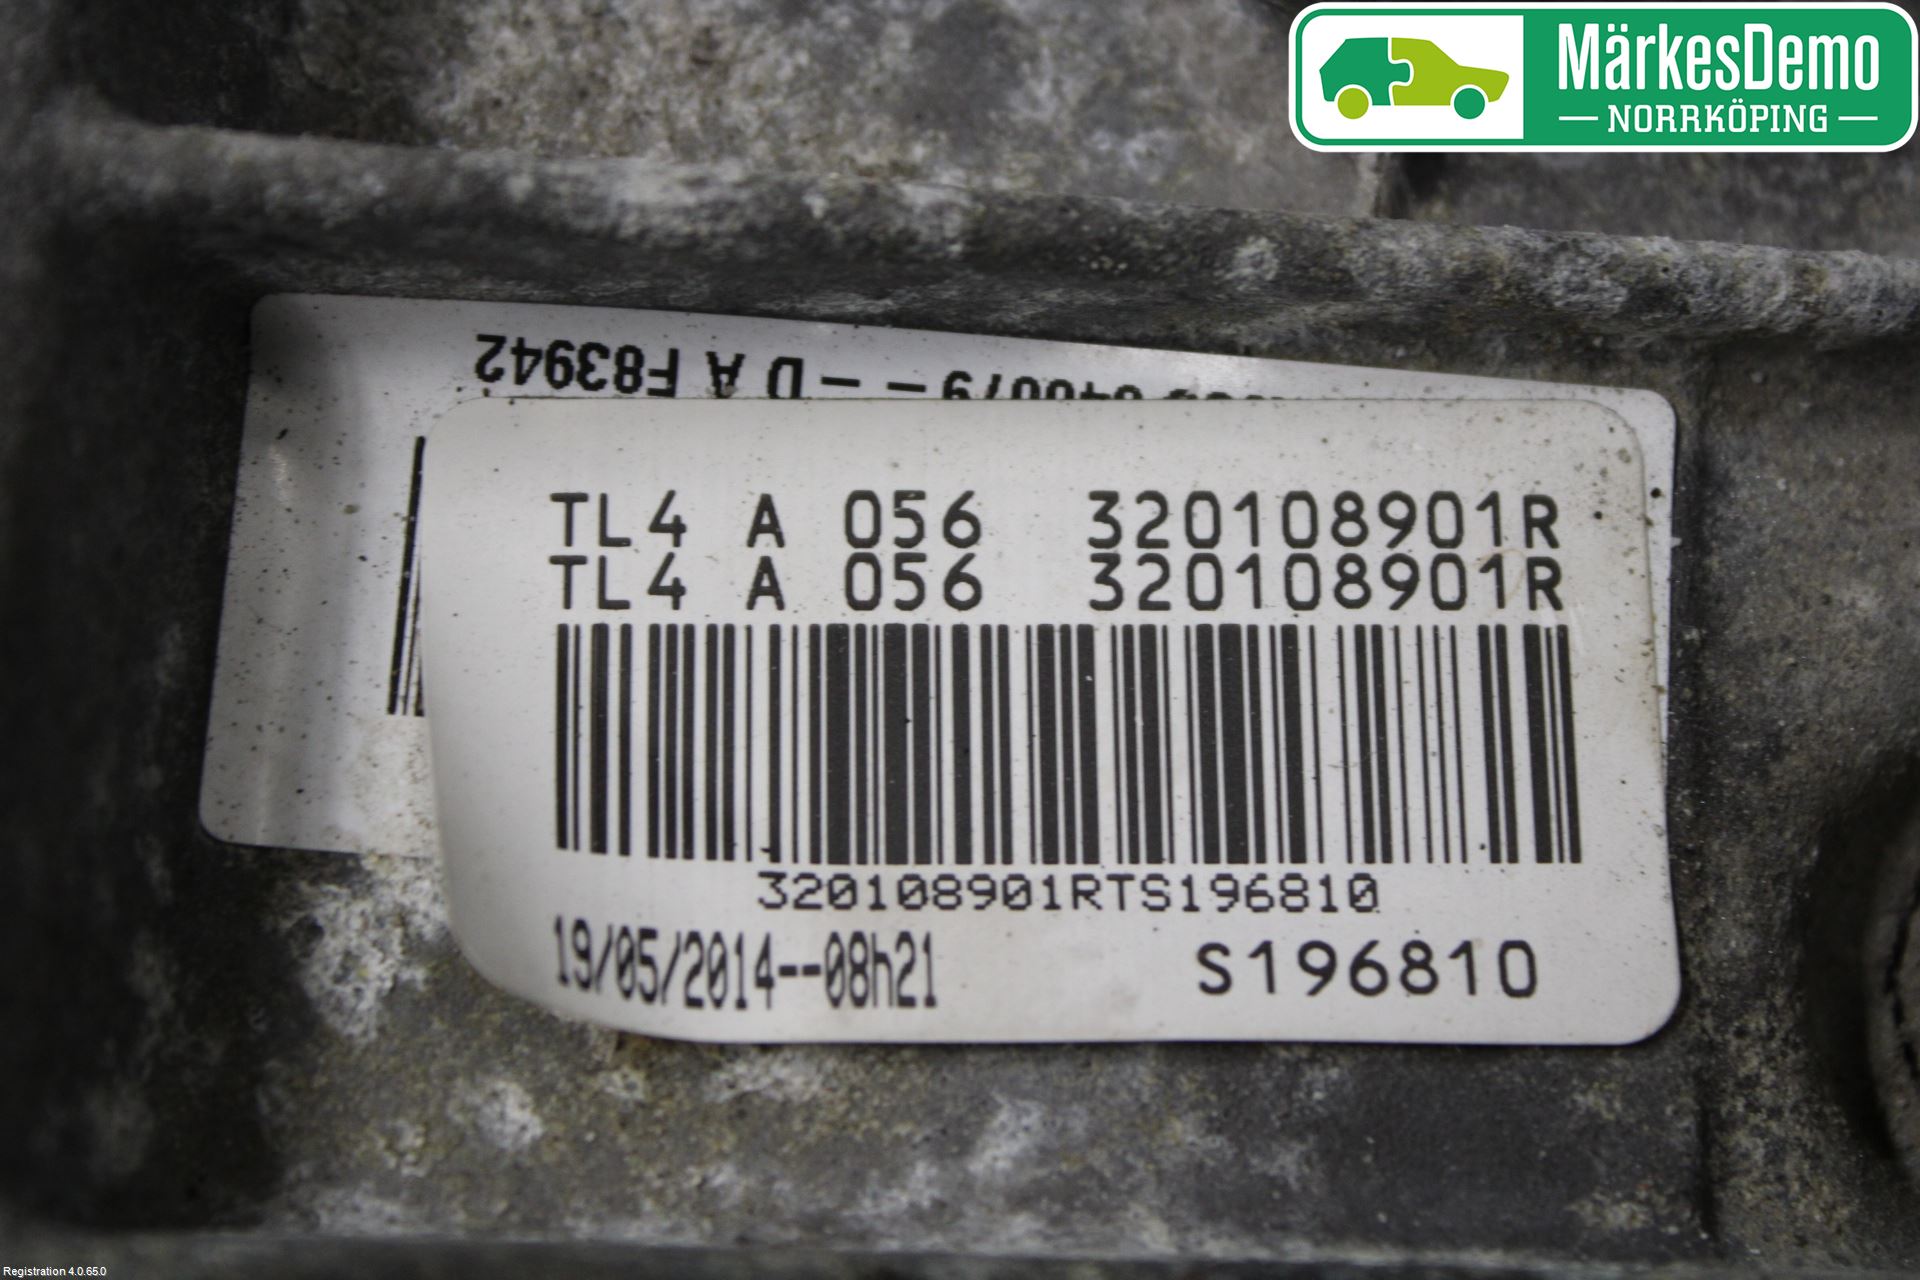 MärkesDemo
NORRKÖPING
D A F83942
TL4 A 056 320108901R
TL4 A 056 320108901R
320108901RTS196810
19/05/2014--08h21 S196810
Registration 4.0.65.0